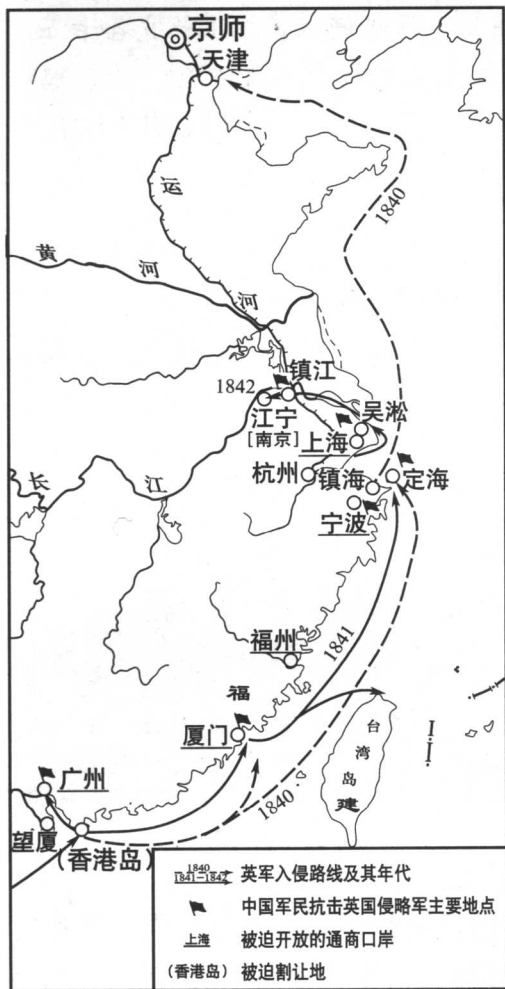 京师
天津
运
1840
黄
河
河
镇江
1842
江宁
[南京]
吴淞
上海
杭州
镇海
定海
长
江
宁波
1841
福州
福
厦门
台
湾
岛
建
广州
1840
望厦
(香港岛)
1840
1841-1842
英军入侵路线及其年代
中国军民抗击英国侵略军主要地点
上海
被迫开放的通商口岸
(香港岛)
被迫割让地